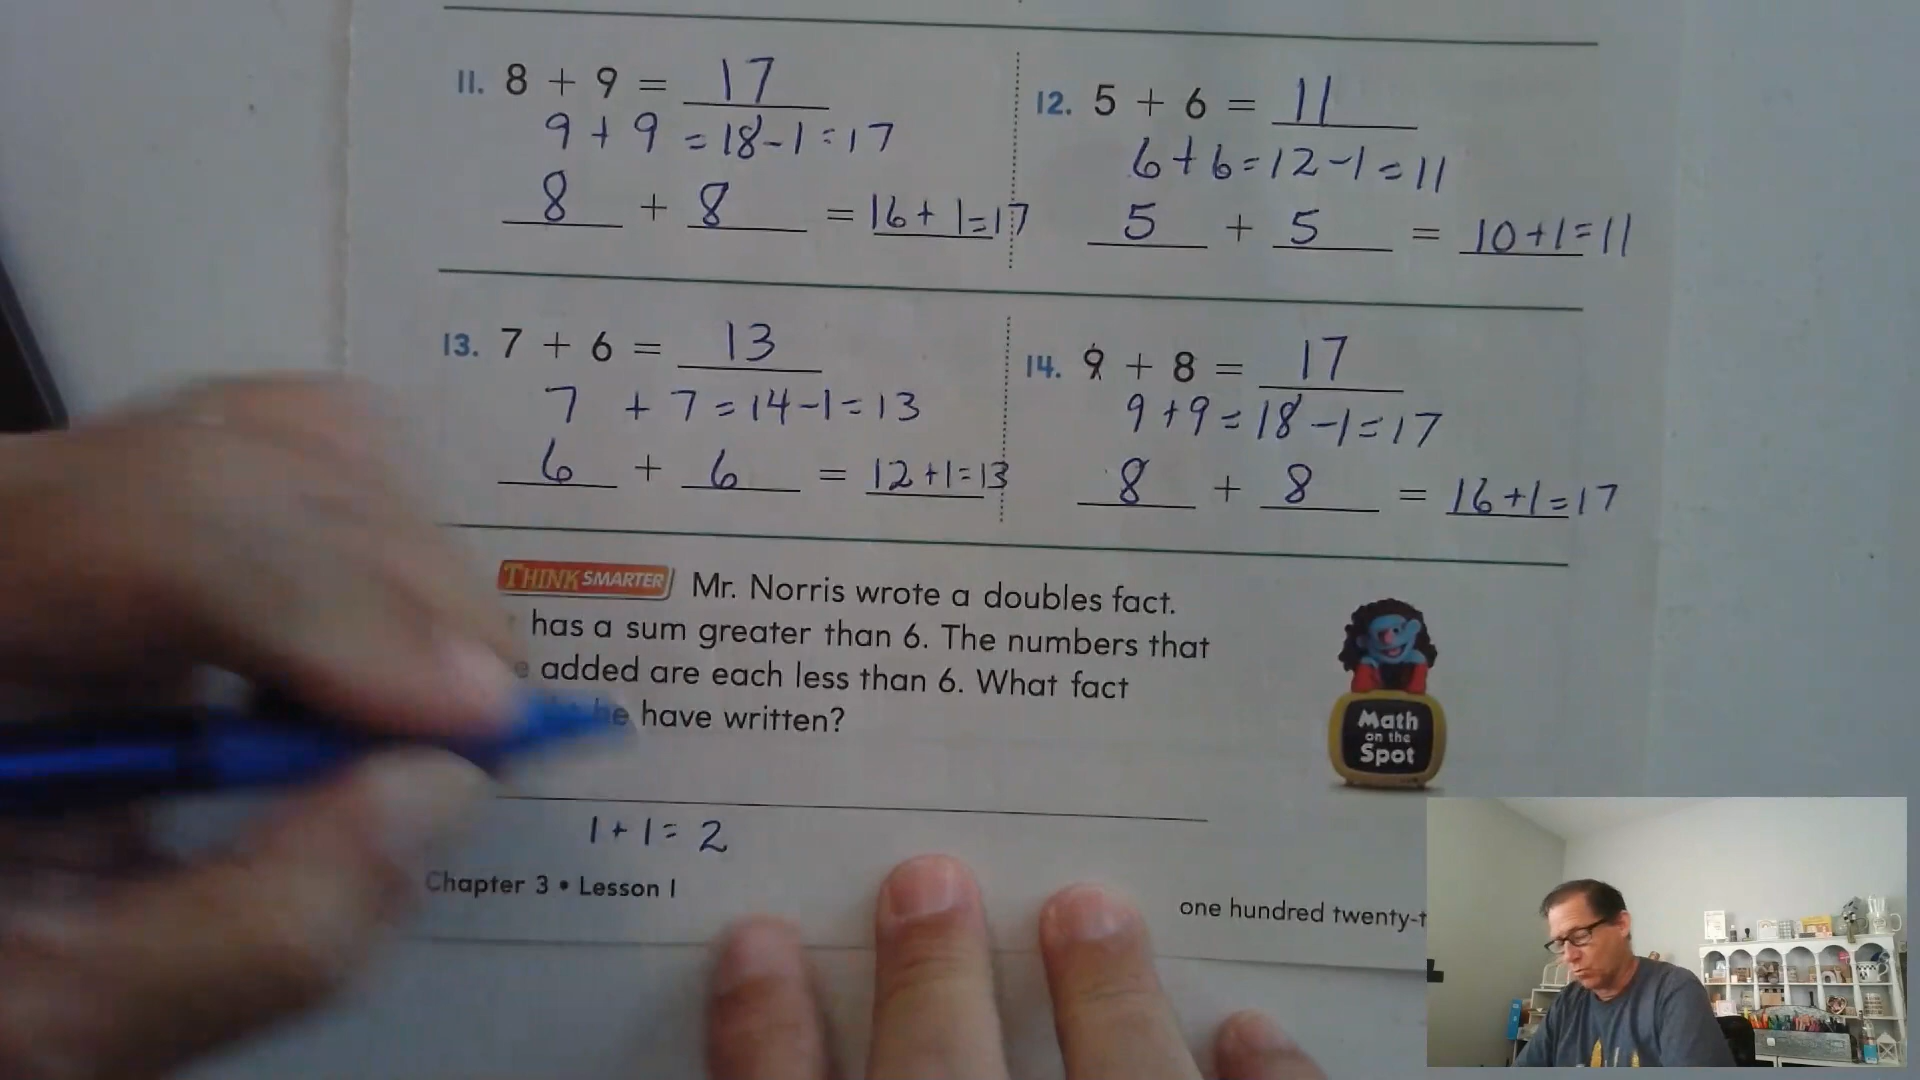 11. 8 + 9 = 17
9 + 9 = 18 - 1 = 17
8 + 8 = 16 + 1 = 17
12. 5 + 6 = 11
6 + 6 = 12 - 1 = 11
5 + 5 = 10 + 1 = 11
13. 7 + 6 = 13
7 + 7 = 14 - 1 = 13
6 + 6 = 12 + 1 = 13
14. 9 + 8 = 17
9 + 9 = 18 - 1 = 17
8 + 8 = 16 + 1 = 17
THINK SMARTER Mr. Norris wrote a doubles fact.
has a sum greater than 6. The numbers that
added are each less than 6. What fact
he have written?
Math
on the
Spot
1 + 1 = 2
Chapter 3 • Lesson 1
one hundred twenty-t